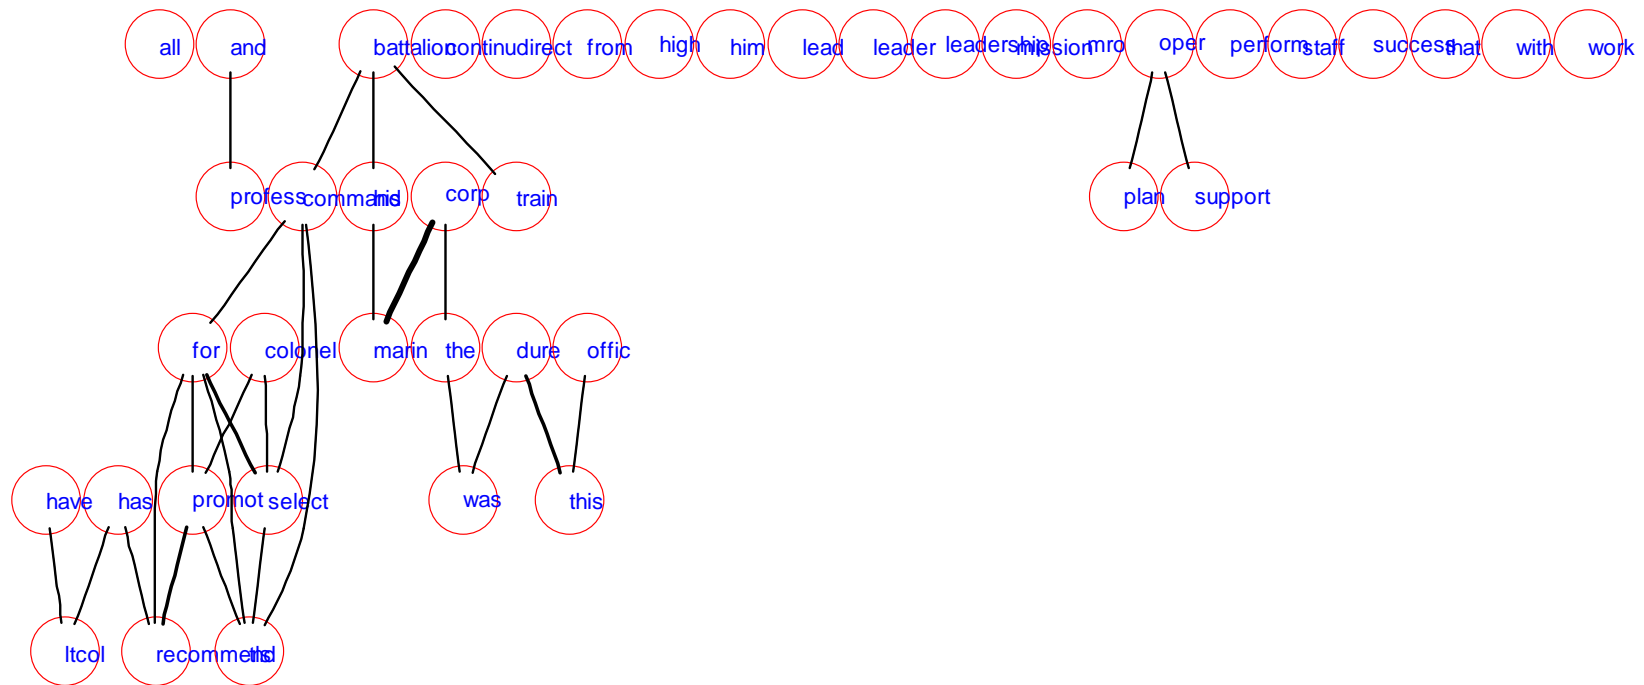 all and battalion continu direct from high him lead leader leadership mission mro oper perform staff success that with work
profess command his corp train plan support
for colonel marin the dure offic
have has promot select was this
ltcol recommend